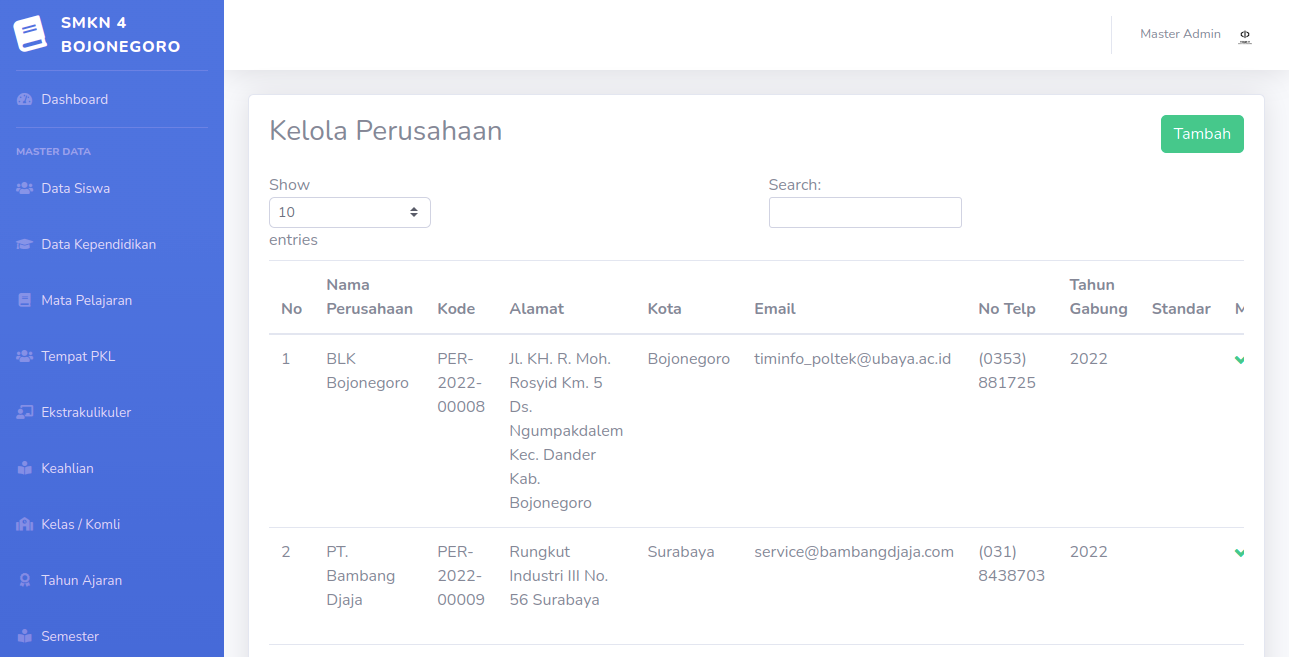 SMKN 4
BOJONEGORO
Master Admin
Dashboard
MASTER DATA
Data Siswa
Data Kependidikan
Mata Pelajaran
Tempat PKL
Ekstrakulikuler
Keahlian
Kelas / Komli
Tahun Ajaran
Semester
Kelola Perusahaan
Tambah
Show
10
entries
Search:
No
Nama
Perusahaan
Kode
Alamat
Kota
Email
No Telp
Tahun
Gabung
Standar
1
BLK
Bojonegoro
PER-
2022-
00008
Jl. KH. R. Moh.
Rosyid Km. 5
Ds.
Ngumpakdalem
Kec. Dander
Kab.
Bojonegoro
Bojonegoro
timinfo_poltek@ubaya.ac.id
(0353)
881725
2022
2
PT.
Bambang
Djaja
PER-
2022-
00009
Rungkut
Industri III No.
56 Surabaya
Surabaya
service@bambangdjaja.com
(031)
8438703
2022